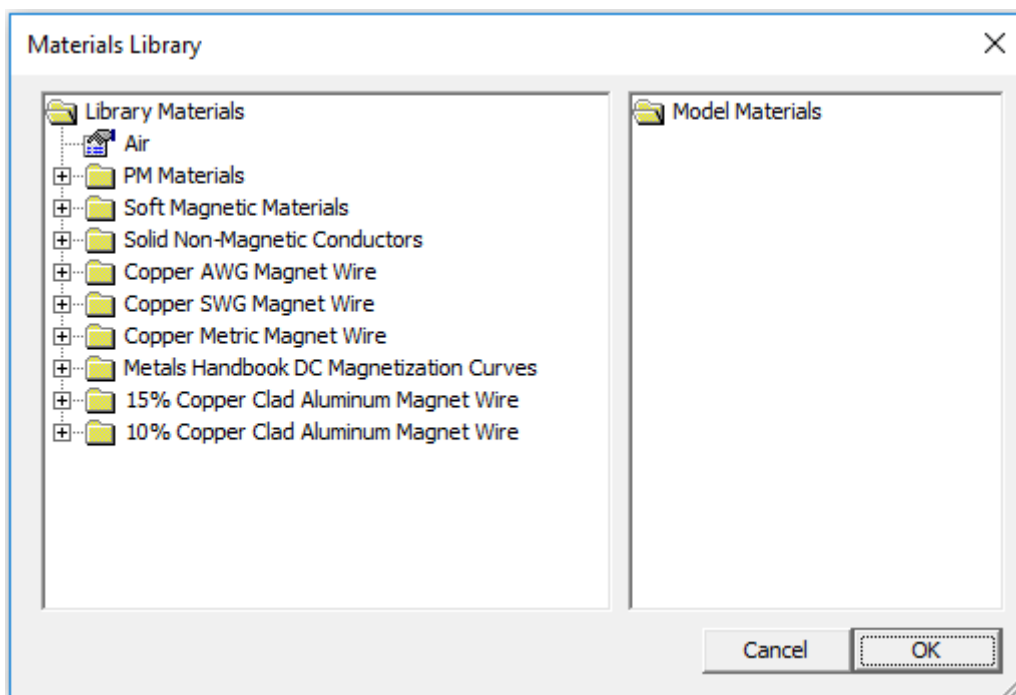 Materials Library
Library Materials
Air
PM Materials
Soft Magnetic Materials
Solid Non-Magnetic Conductors
Copper AWG Magnet Wire
Copper SWG Magnet Wire
Copper Metric Magnet Wire
Metals Handbook DC Magnetization Curves
15% Copper Clad Aluminum Magnet Wire
10% Copper Clad Aluminum Magnet Wire
Model Materials
Cancel
OK